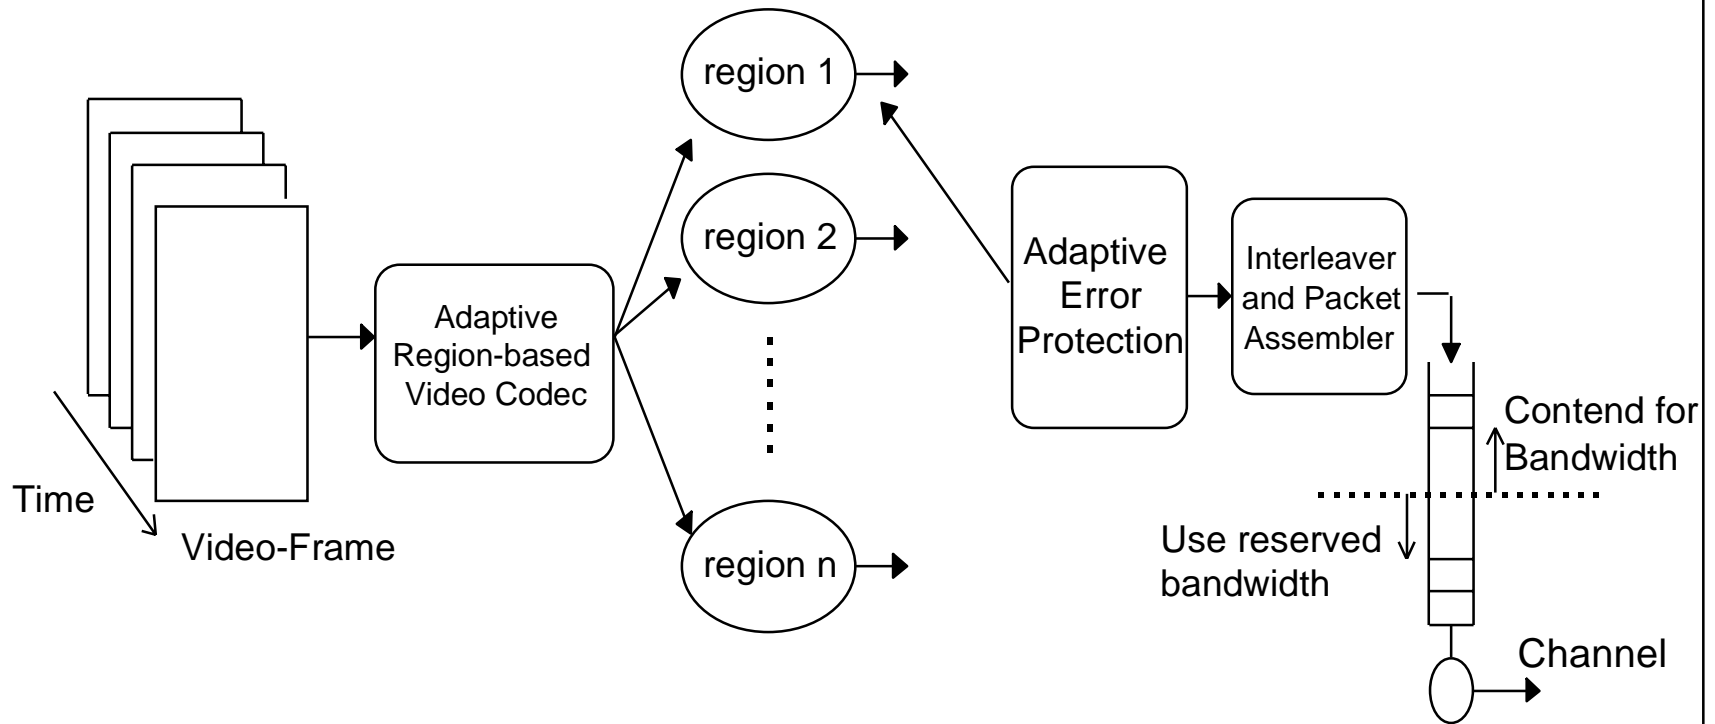 region 1
region 2
region n
Adaptive
Region-based
Video Codec
Time
Video-Frame
Adaptive
Error
Protection
Interleaver
and Packet
Assembler
Contend for
Bandwidth
Use reserved
bandwidth
Channel